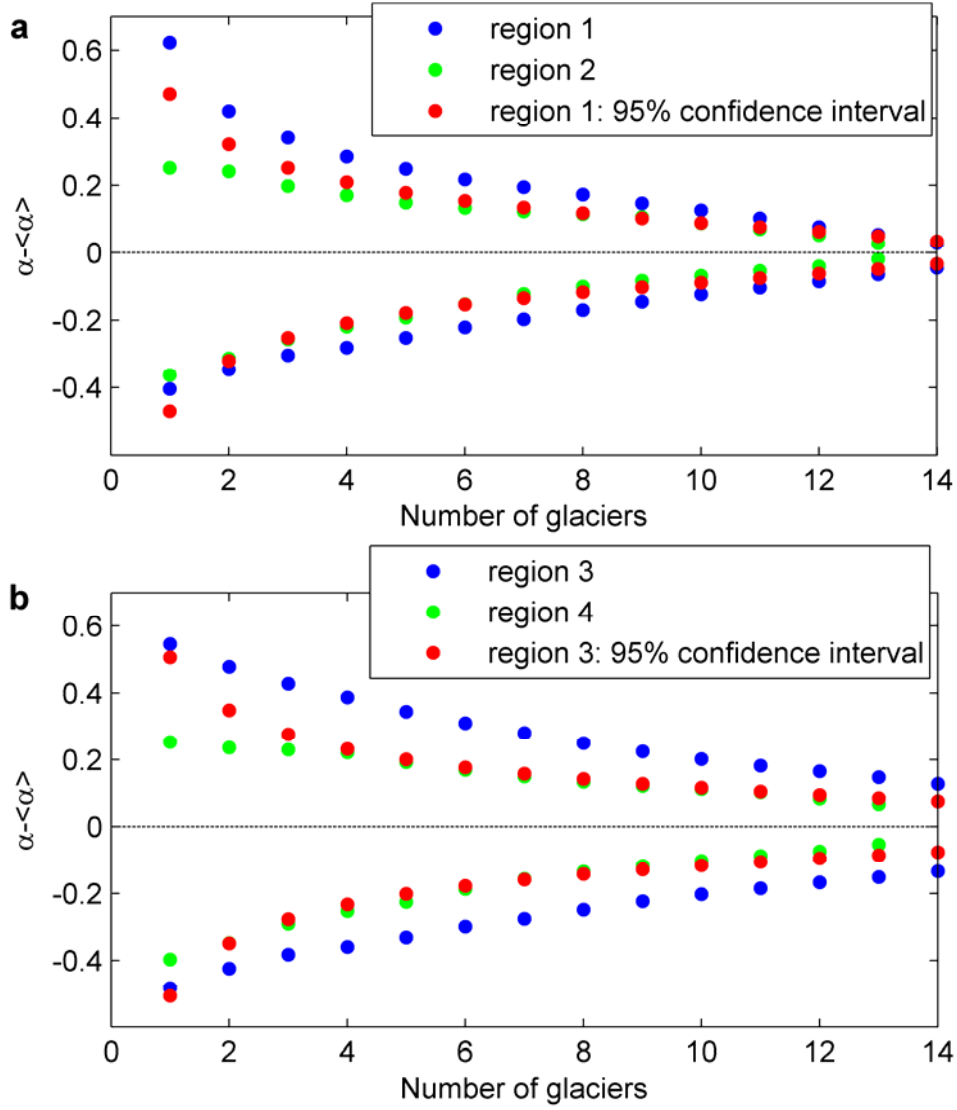 a
region 1
region 2
region 1: 95% confidence interval
0.6
0.4
0.2
0
-0.2
-0.4
α-<α>
0 2 4 6 8 10 12 14
Number of glaciers
b
region 3
region 4
region 3: 95% confidence interval
0.6
0.4
0.2
0
-0.2
-0.4
α-<α>
0 2 4 6 8 10 12 14
Number of glaciers